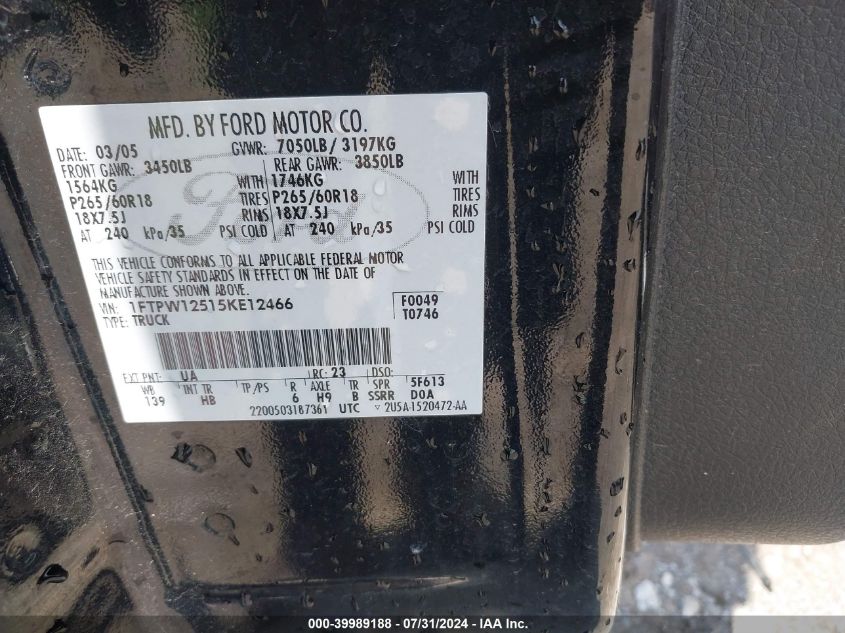 MFD. BY FORD MOTOR CO.
DATE: 03/05 GVWR: 7050LB/ 3197KG
FRONT GAWR: 3450LB REAR GAWR: 3850LB
1564KG WITH 1746KG WITH
P265/60R18 TIRES P265/60R18 TIRES
18X7.5J RIMS 18X7.5J RIMS
AT 240 kPa/35 PSI COLD AT 240 kPa/35 PSI COLD
THIS VEHICLE CONFORMS TO ALL APPLICABLE FEDERAL MOTOR
VEHICLE SAFETY STANDARDS IN EFFECT ON THE DATE OF
MANUFACTURE SHOWN ABOVE.
VIN: 1FTPW12515KE12466 F0049
TYPE: TRUCK T0746
EXT PNT: UA RC: 23 DSO:
WB INT TR TP/PS R AXLE TR SPR 5F613
139 HB 6 H9 B SSRR DOA
2200503187361 UTC ▽ 2U5A-1520472-AA
Ford
000-39989188 - 07/31/2024 - IAA Inc.